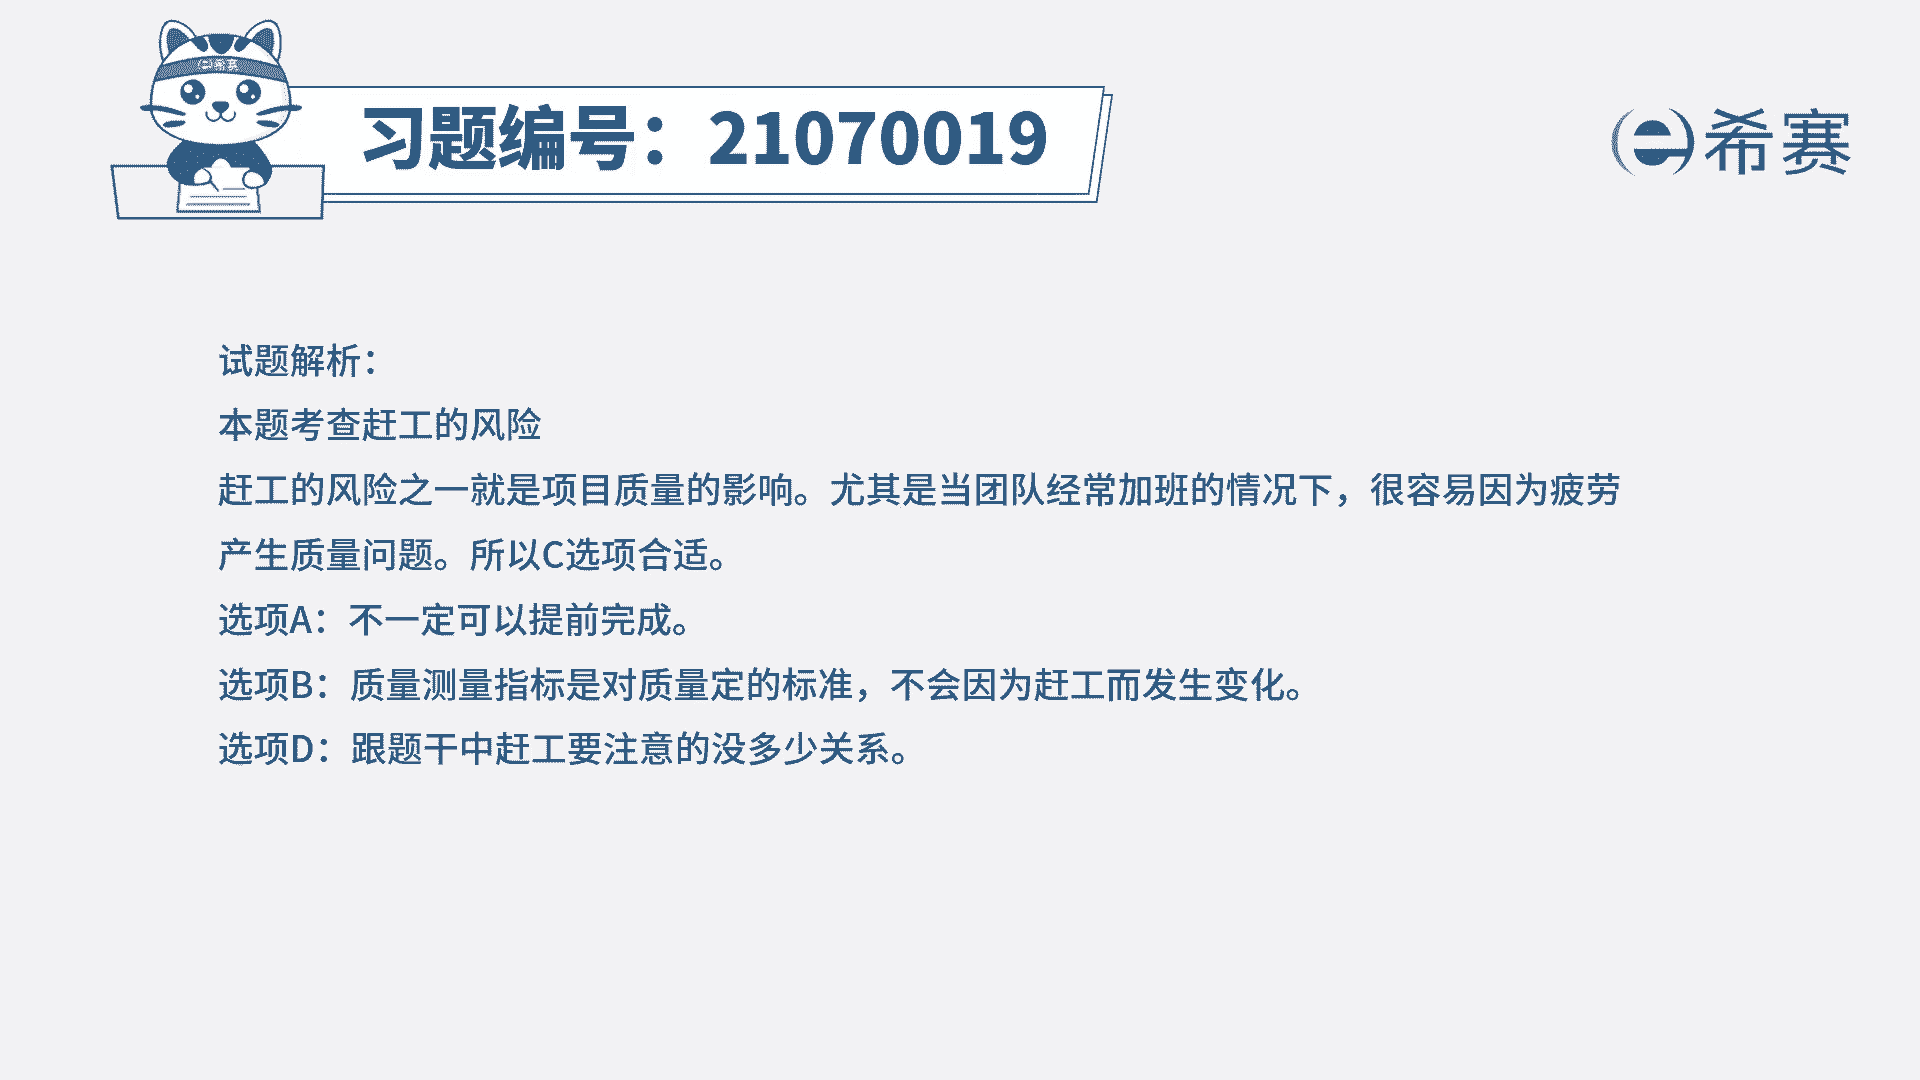 希赛
习题编号：21070019
希赛
试题解析：
本题考查赶工的风险
赶工的风险之一就是项目质量的影响。尤其是当团队经常加班的情况下，很容易因为疲劳
产生质量问题。所以C选项合适。
选项A：不一定可以提前完成。
选项B：质量测量指标是对质量定的标准，不会因为赶工而发生变化。
选项D：跟题干中赶工要注意的没多少关系。